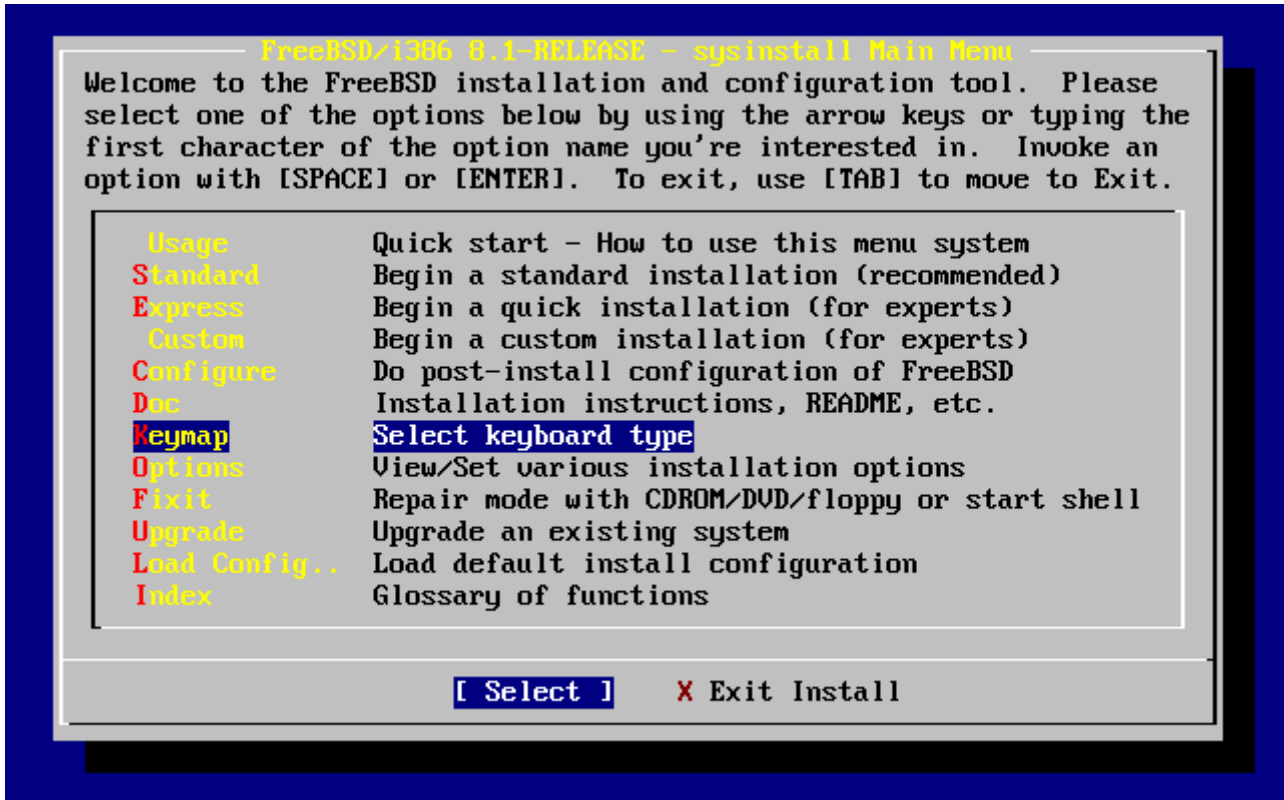 FreeBSD/i386 8.1-RELEASE - sysinstall Main Menu
Welcome to the FreeBSD installation and configuration tool.  Please
select one of the options below by using the arrow keys or typing the
first character of the option name you're interested in.  Invoke an
option with [SPACE] or [ENTER].  To exit, use [TAB] to move to Exit.
Usage Quick start - How to use this menu system
Standard Begin a standard installation (recommended)
Express Begin a quick installation (for experts)
Custom Begin a custom installation (for experts)
Configure Do post-install configuration of FreeBSD
Doc Installation instructions, README, etc.
Keymap Select keyboard type
Options View/Set various installation options
Fixit Repair mode with CDROM/DVD/floppy or start shell
Upgrade Upgrade an existing system
Load Config.. Load default install configuration
Index Glossary of functions
[ Select ] X Exit Install